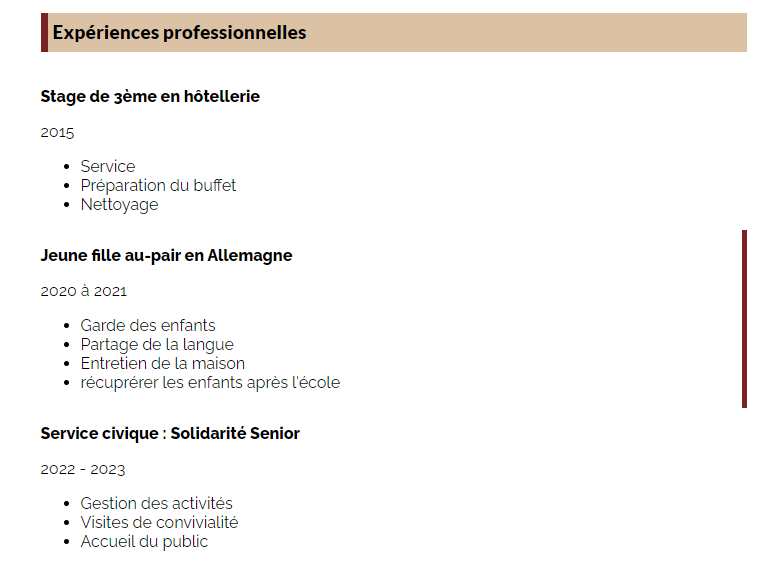 Expériences professionnelles
Stage de 3ème en hôtellerie
2015
Service
Préparation du buffet
Nettoyage
Jeune fille au-pair en Allemagne
2020 à 2021
Garde des enfants
Partage de la langue
Entretien de la maison
récuprérer les enfants après l'école
Service civique : Solidarité Senior
2022 - 2023
Gestion des activités
Visites de convivialité
Accueil du public